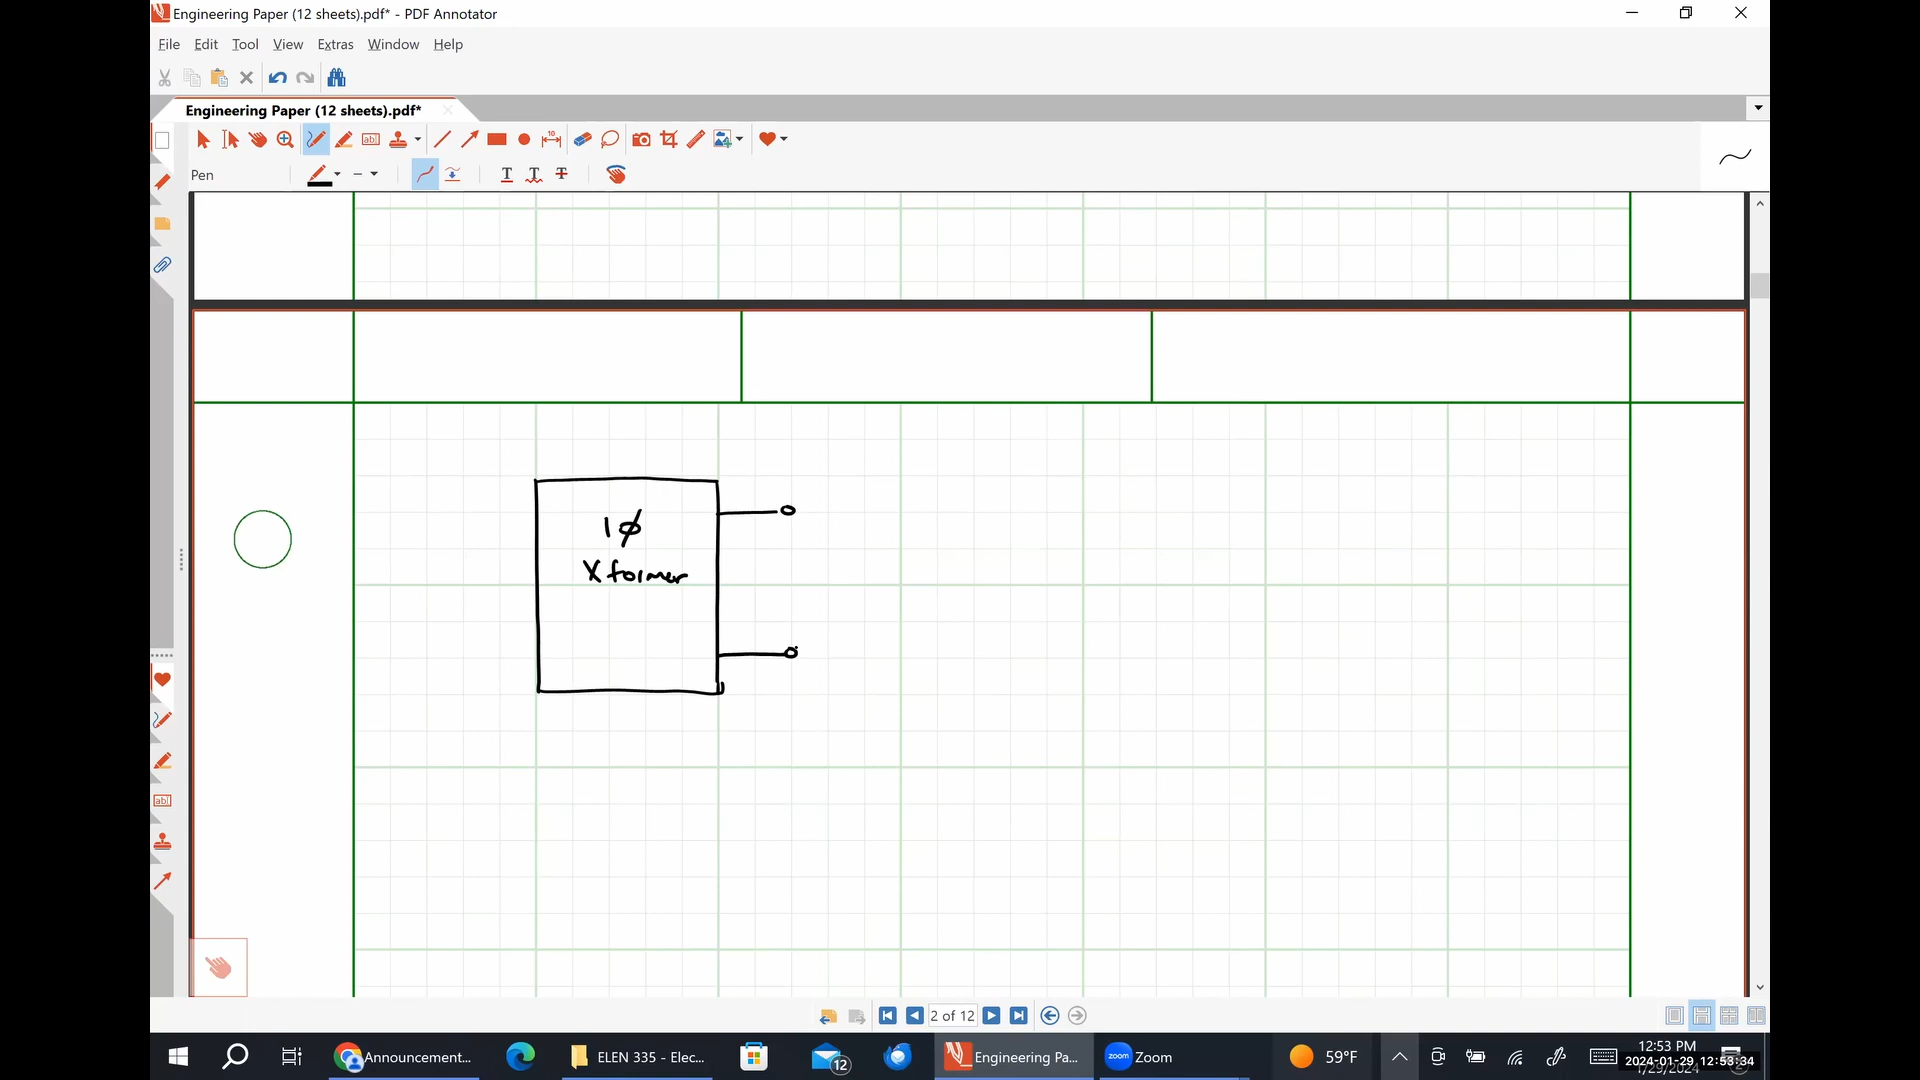 Engineering Paper (12 sheets).pdf* - PDF Annotator
File Edit Tool View Extras Window Help
Engineering Paper (12 sheets).pdf*
Pen
1φ
Xformer
2 of 12
Announcement...
ELEN 335 - Elec...
12
Engineering Pa...
zoom
Zoom
59°F
12:53 PM
2024-01-29 12:53:34